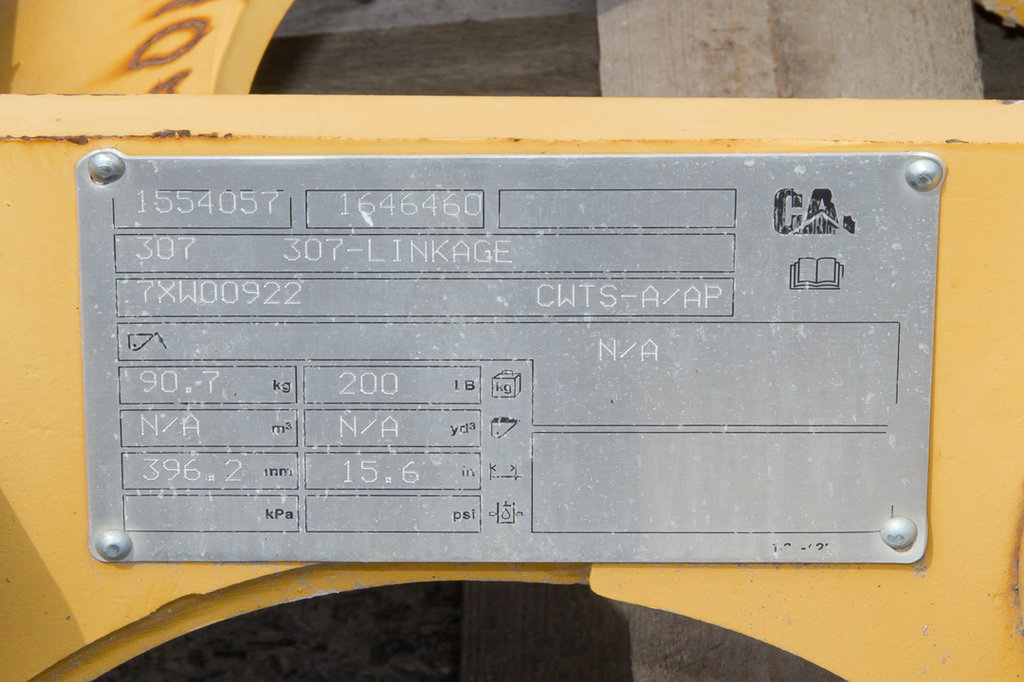 1554057 1646460
307 307-LINKAGE
7XW00922 CWTS-A/AP
N/A
90.7 kg 200 LB kg
N/A m³ N/A yd³
396.2 mm 15.6 in
kPa psi